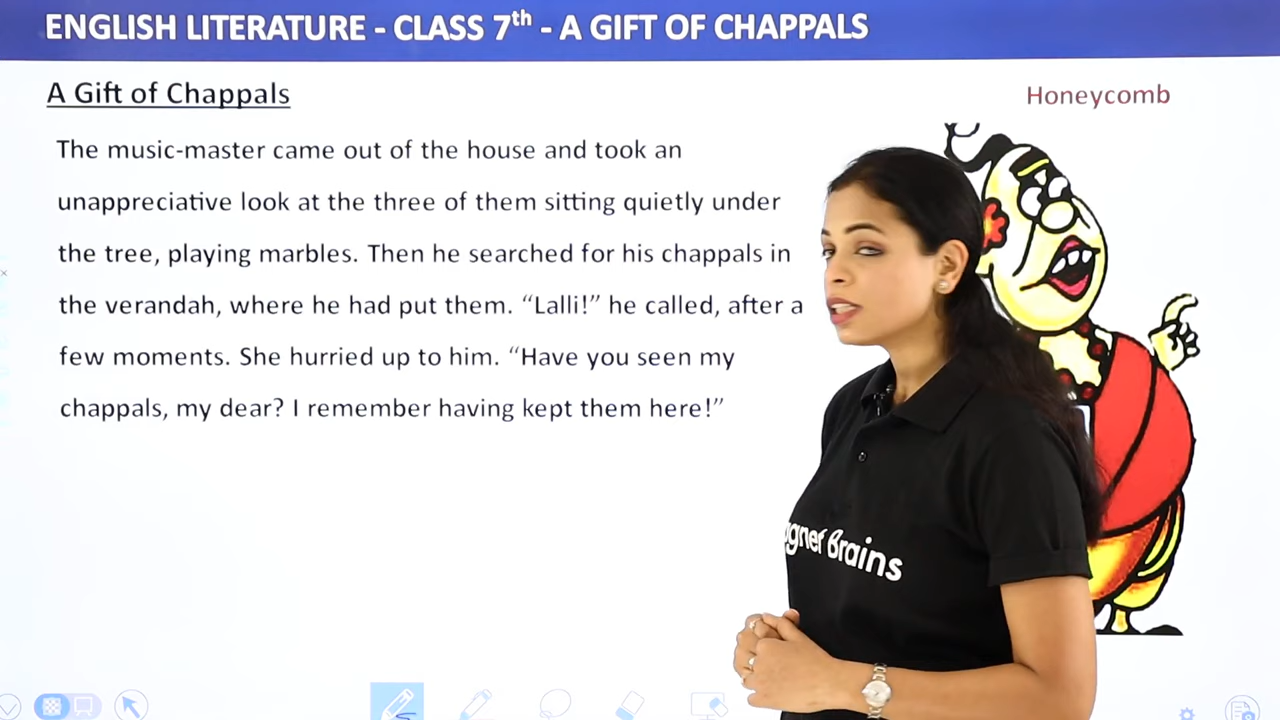 ENGLISH LITERATURE - CLASS 7th - A GIFT OF CHAPPALS
A Gift of Chappals
Honeycomb
The music-master came out of the house and took an
unappreciative look at the three of them sitting quietly under
the tree, playing marbles. Then he searched for his chappals in
the verandah, where he had put them. “Lalli!” he called, after a
few moments. She hurried up to him. “Have you seen my
chappals, my dear? I remember having kept them here!”
Brains